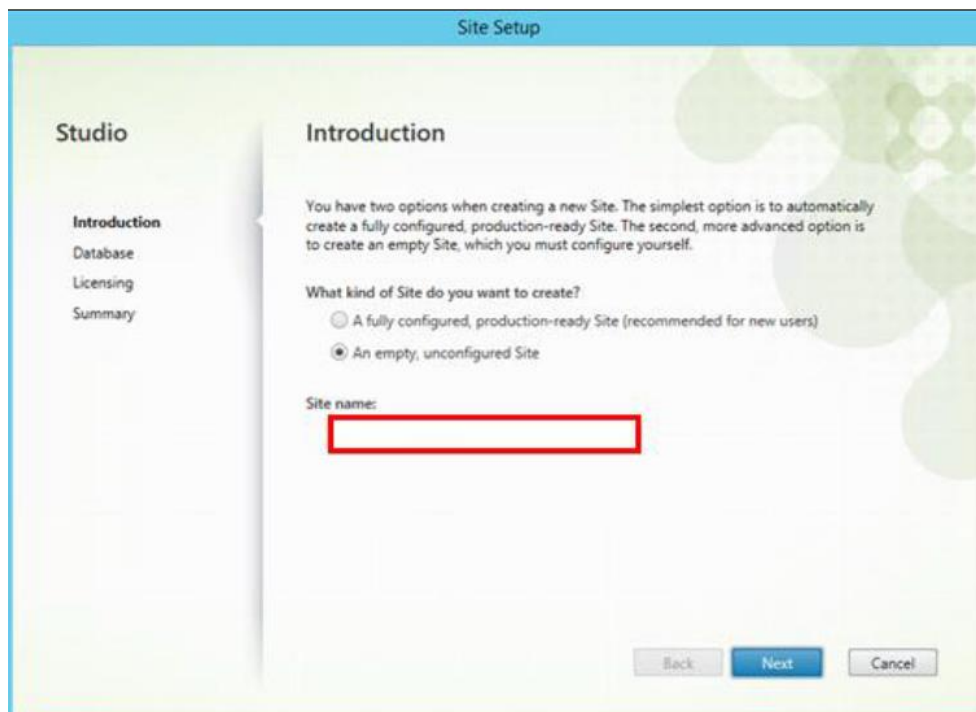 Site Setup
Studio
Introduction
Database
Licensing
Summary
Introduction
You have two options when creating a new Site. The simplest option is to automatically
create a fully configured, production-ready Site. The second, more advanced option is
to create an empty Site, which you must configure yourself.
What kind of Site do you want to create?
A fully configured, production-ready Site (recommended for new users)
An empty, unconfigured Site
Site name:
Back
Next
Cancel